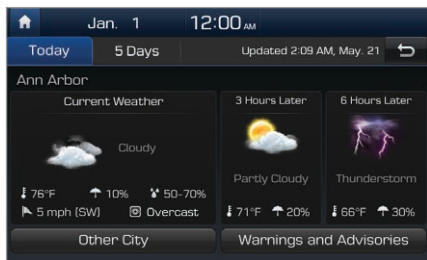 Jan. 1 12:00 AM
Today 5 Days Updated 2:09 AM, May. 21
Ann Arbor
Current Weather
Cloudy
76°F 10% 50-70%
5 mph (SW) Overcast
3 Hours Later
Partly Cloudy
71°F 20%
6 Hours Later
Thunderstorm
66°F 30%
Other City Warnings and Advisories